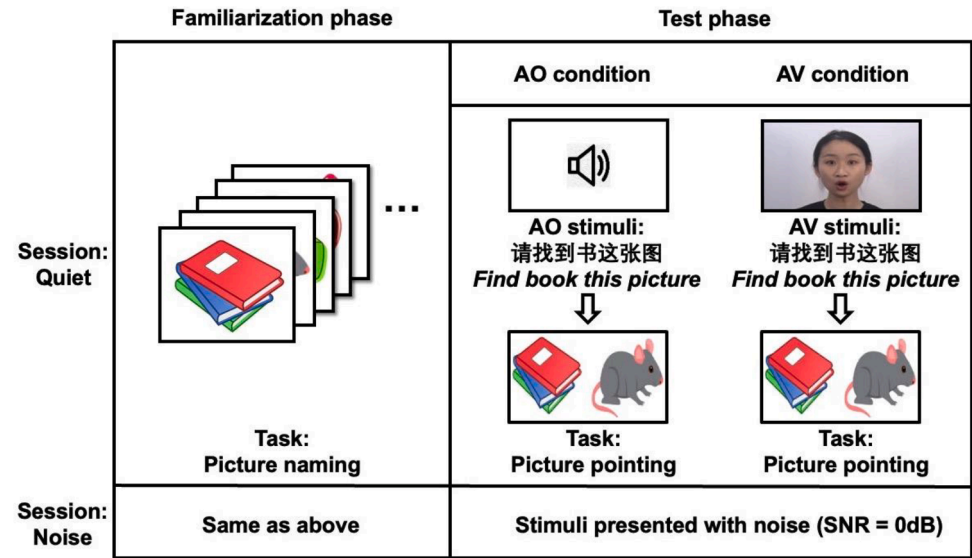 Familiarization phase
Test phase
AO condition
AV condition
Session:
Quiet
...
Task:
Picture naming
AO stimuli:
请找到书这张图
Find book this picture
Task:
Picture pointing
AV stimuli:
请找到书这张图
Find book this picture
Task:
Picture pointing
Session:
Noise
Same as above
Stimuli presented with noise (SNR = 0dB)